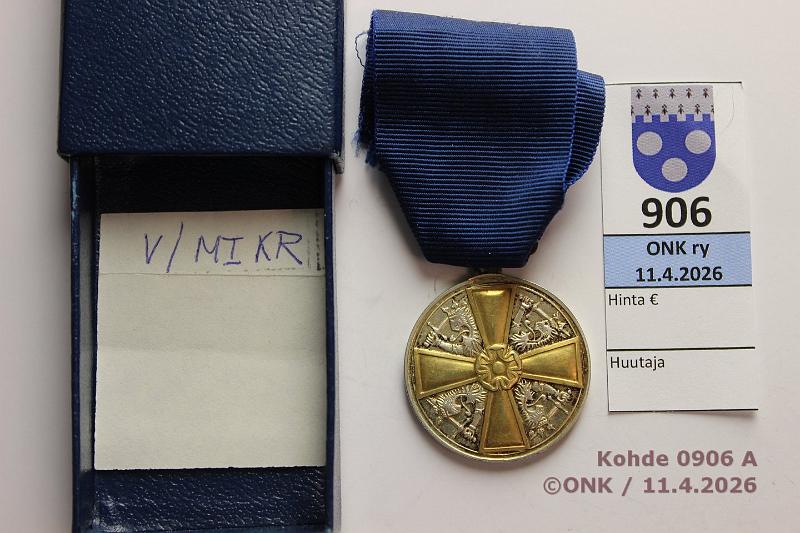 V/MIKR
906
ONK ry
11.4.2026
Hinta €
Huutaja
Kohde 0906 A
©ONK / 11.4.2026